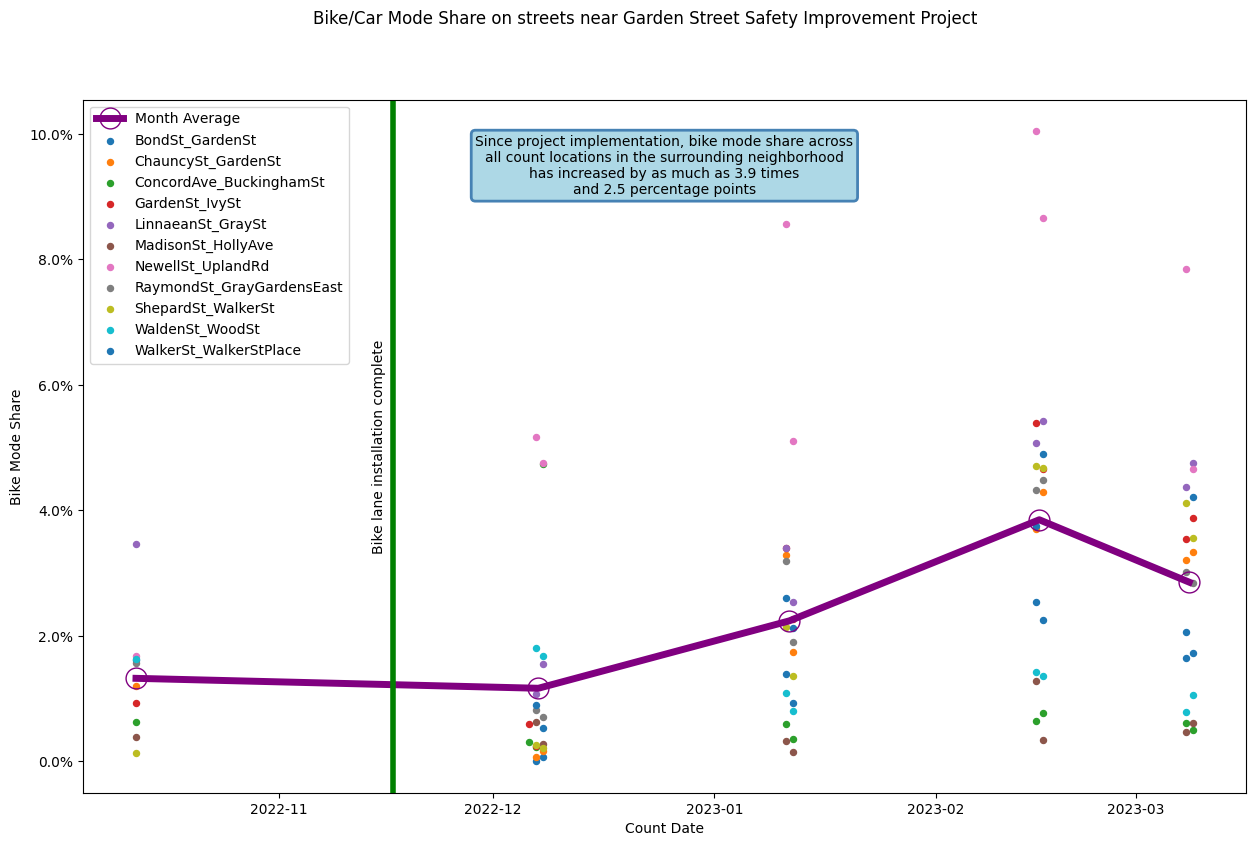 Bike/Car Mode Share on streets near Garden Street Safety Improvement Project
Month Average
BondSt_GardenSt
ChauncySt_GardenSt
ConcordAve_BuckinghamSt
GardenSt_IvySt
LinnaeanSt_GraySt
MadisonSt_HollyAve
NewellSt_UplandRd
RaymondSt_GrayGardensEast
ShepardSt_WalkerSt
WaldenSt_WoodSt
WalkerSt_WalkerStPlace
Since project implementation, bike mode share across
all count locations in the surrounding neighborhood
has increased by as much as 3.9 times
and 2.5 percentage points
Bike lane installation complete
Bike Mode Share
10.0%
8.0%
6.0%
4.0%
2.0%
0.0%
2022-11
2022-12
2023-01
2023-02
2023-03
Count Date